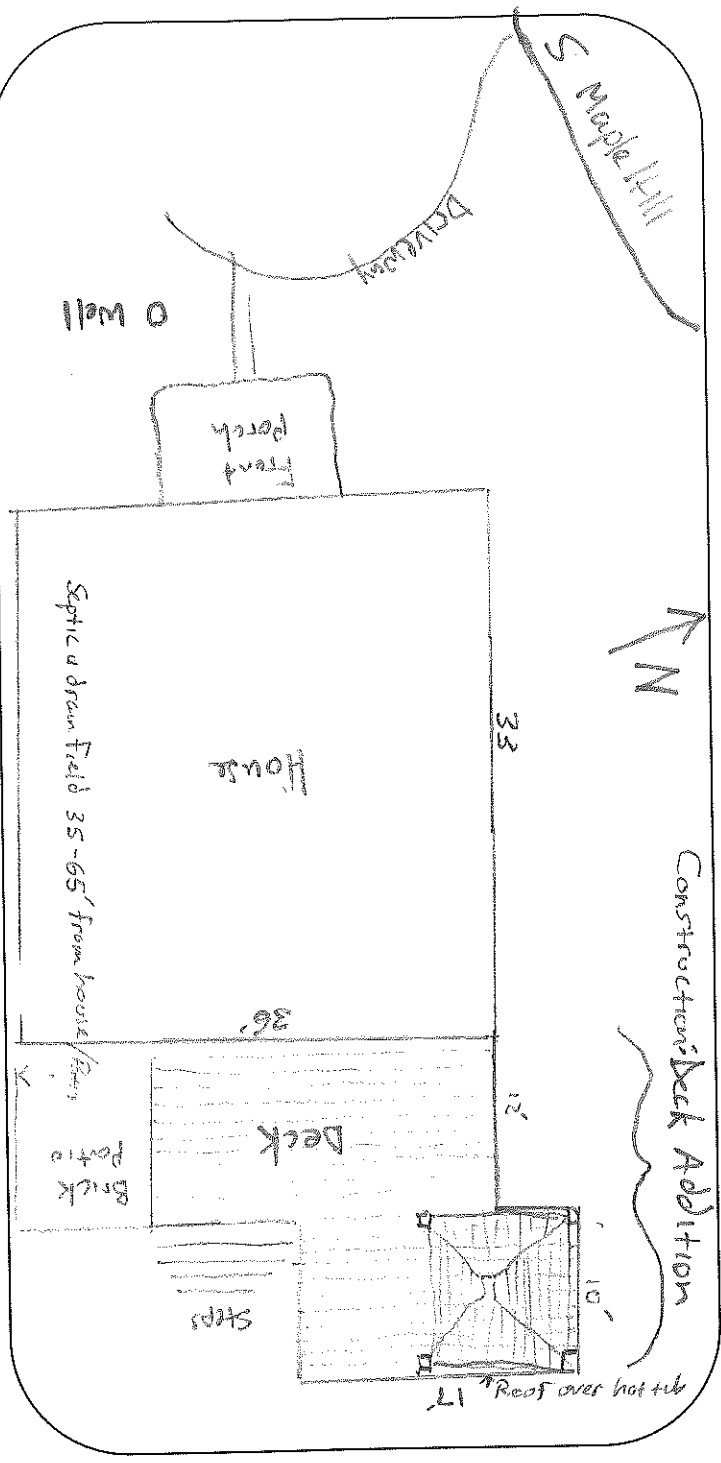 S Maple Hill
Driveway
O Well
Front
Porch
N
Construction: Deck Addition
33
House
Septic
drain field 35-65' from house
36'
12'
Deck
Brick
Patio
Steps
10'
17'
Roof over hot tub